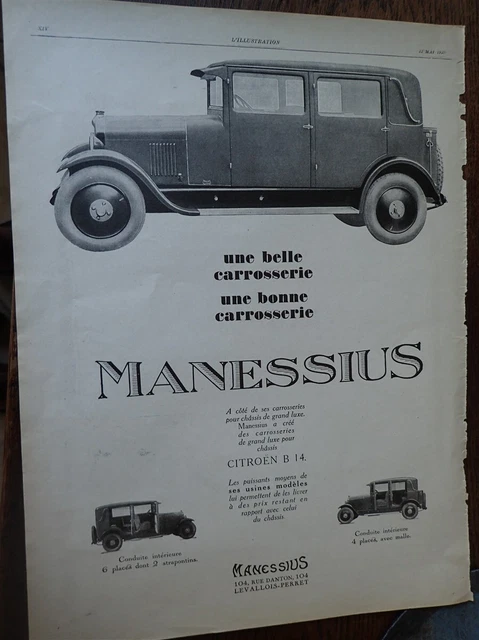 XIV
L'ILLUSTRATION
une belle
carrosserie
une bonne
carrosserie
MANESSIUS
A côté de ses carrosseries
pour châssis de grand luxe,
Manessius a créé
des carrosseries
de grand luxe pour
châssis
CITROËN B 14.
Les puissants moyens de
ses usines modèles
lui permettent de les livrer
à des prix restant en
rapport avec celui
du châssis
Conduite intérieure
6 places dont 2 strapontins.
Conduite intérieure
4 places, avec malle.
MANESSIUS
104, RUE DANTON, 104
LEVALLOIS-PERRET